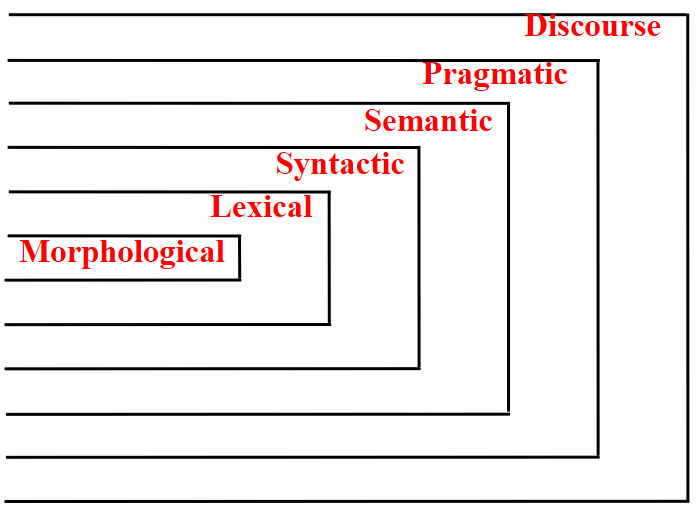 Discourse
Pragmatic
Semantic
Syntactic
Lexical
Morphological